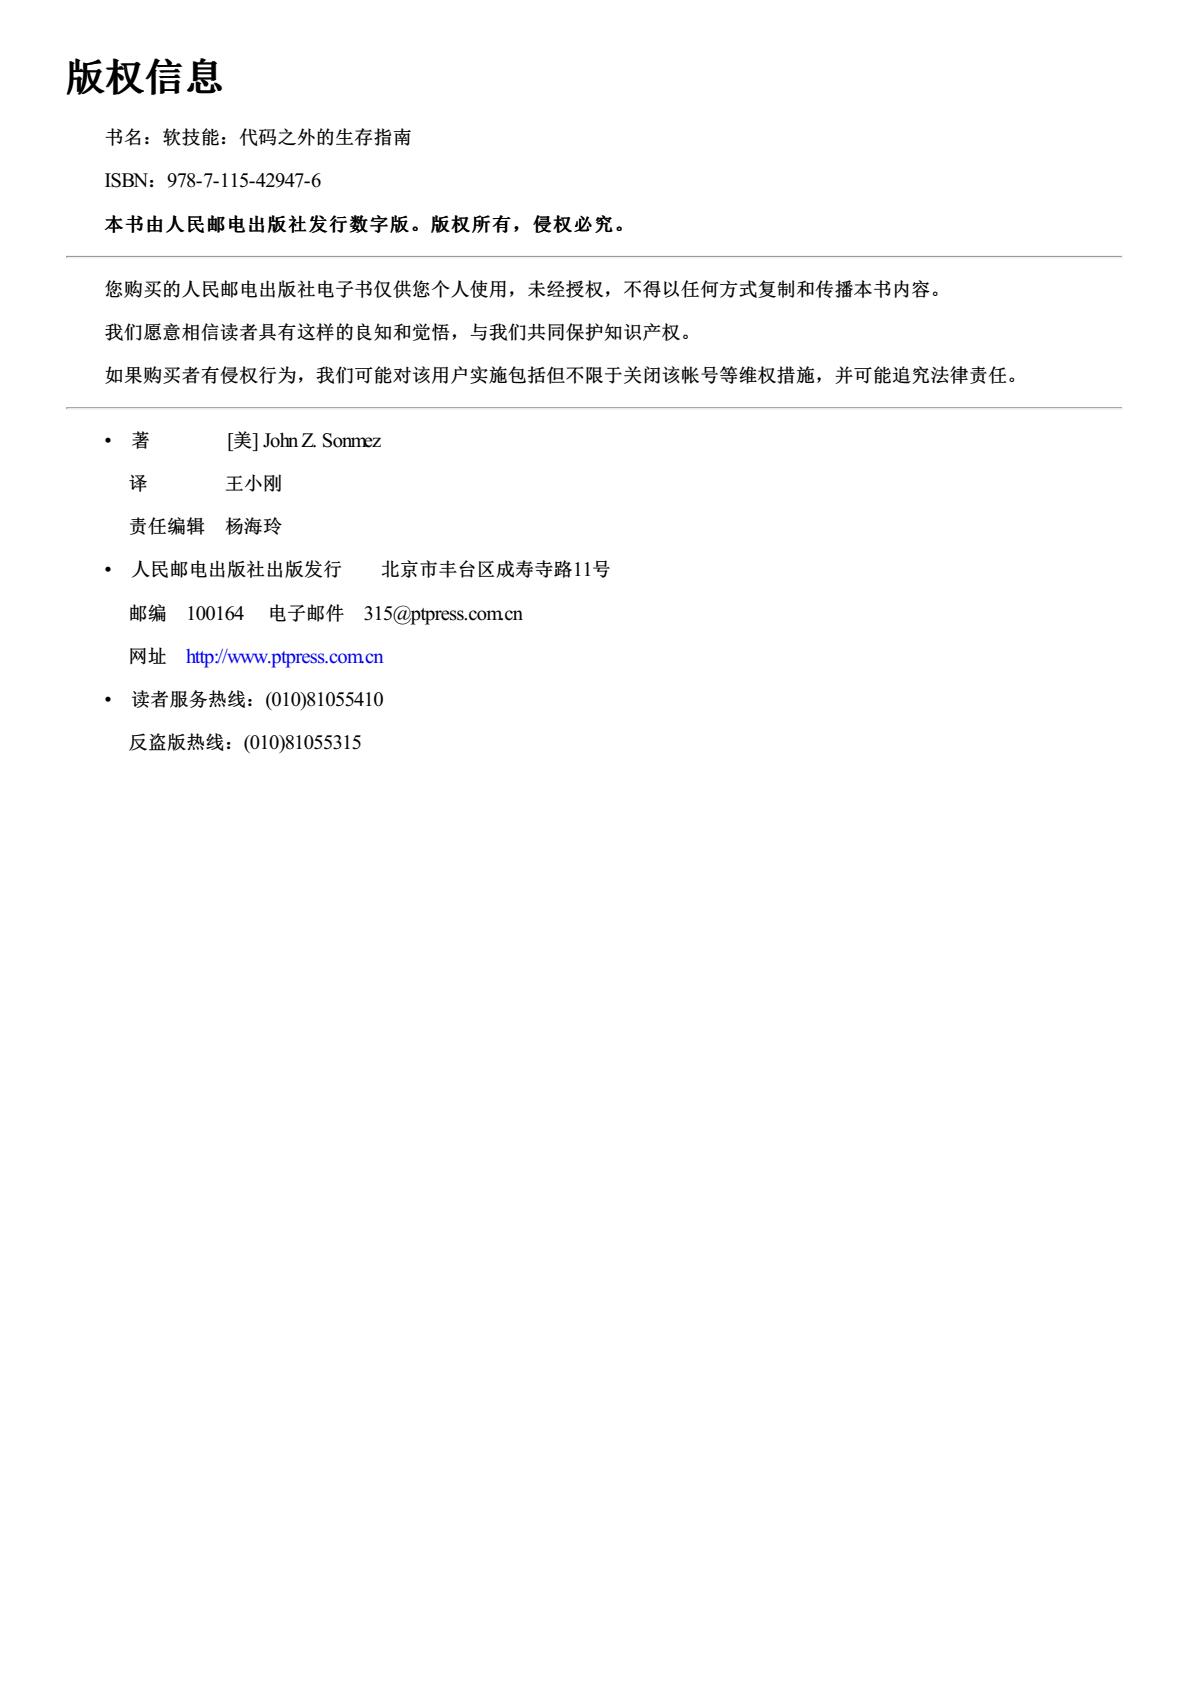 版权信息
书名：软技能：代码之外的生存指南
ISBN：978-7-115-42947-6
本书由人民邮电出版社发行数字版。版权所有，侵权必究。
您购买的人民邮电出版社电子书仅供您个人使用，未经授权，不得以任何方式复制和传播本书内容。
我们愿意相信读者具有这样的良知和觉悟，与我们共同保护知识产权。
如果购买者有侵权行为，我们可能对该用户实施包括但不限于关闭该帐号等维权措施，并可能追究法律责任。
• 著　　　　[美] John Z. Sonmez
译　　　　王小刚
责任编辑　杨海玲
• 人民邮电出版社出版发行　　北京市丰台区成寿寺路11号
邮编　100164　电子邮件　315@ptpress.com.cn
网址　http://www.ptpress.com.cn
• 读者服务热线：(010)81055410
反盗版热线：(010)81055315